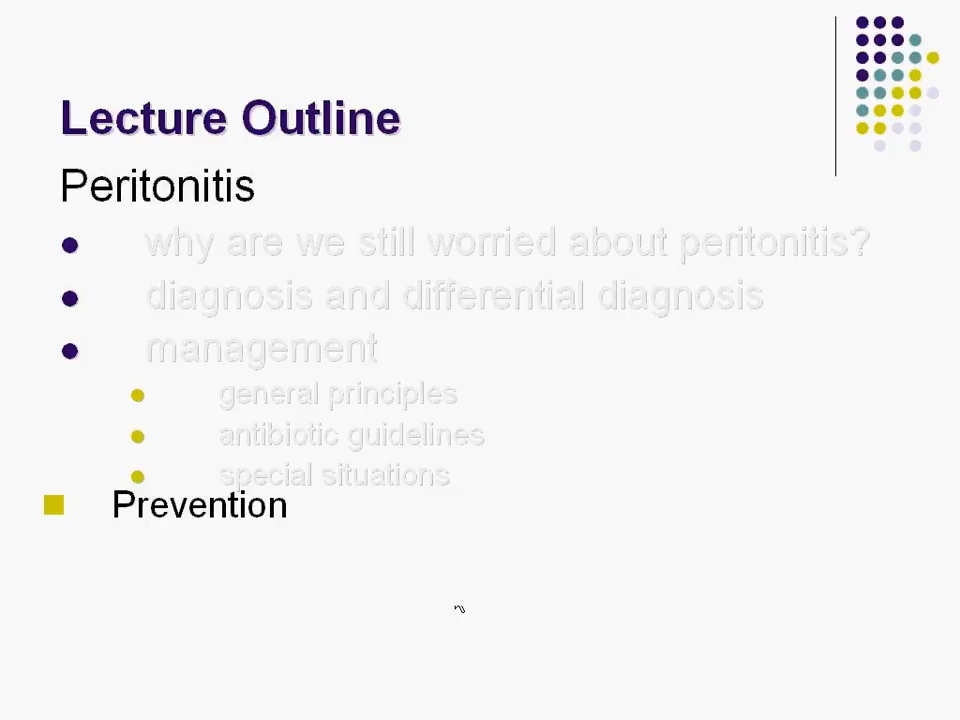 Lecture Outline
Peritonitis
why are we still worried about peritonitis?
diagnosis and differential diagnosis
management
general principles
antibiotic guidelines
special situations
Prevention